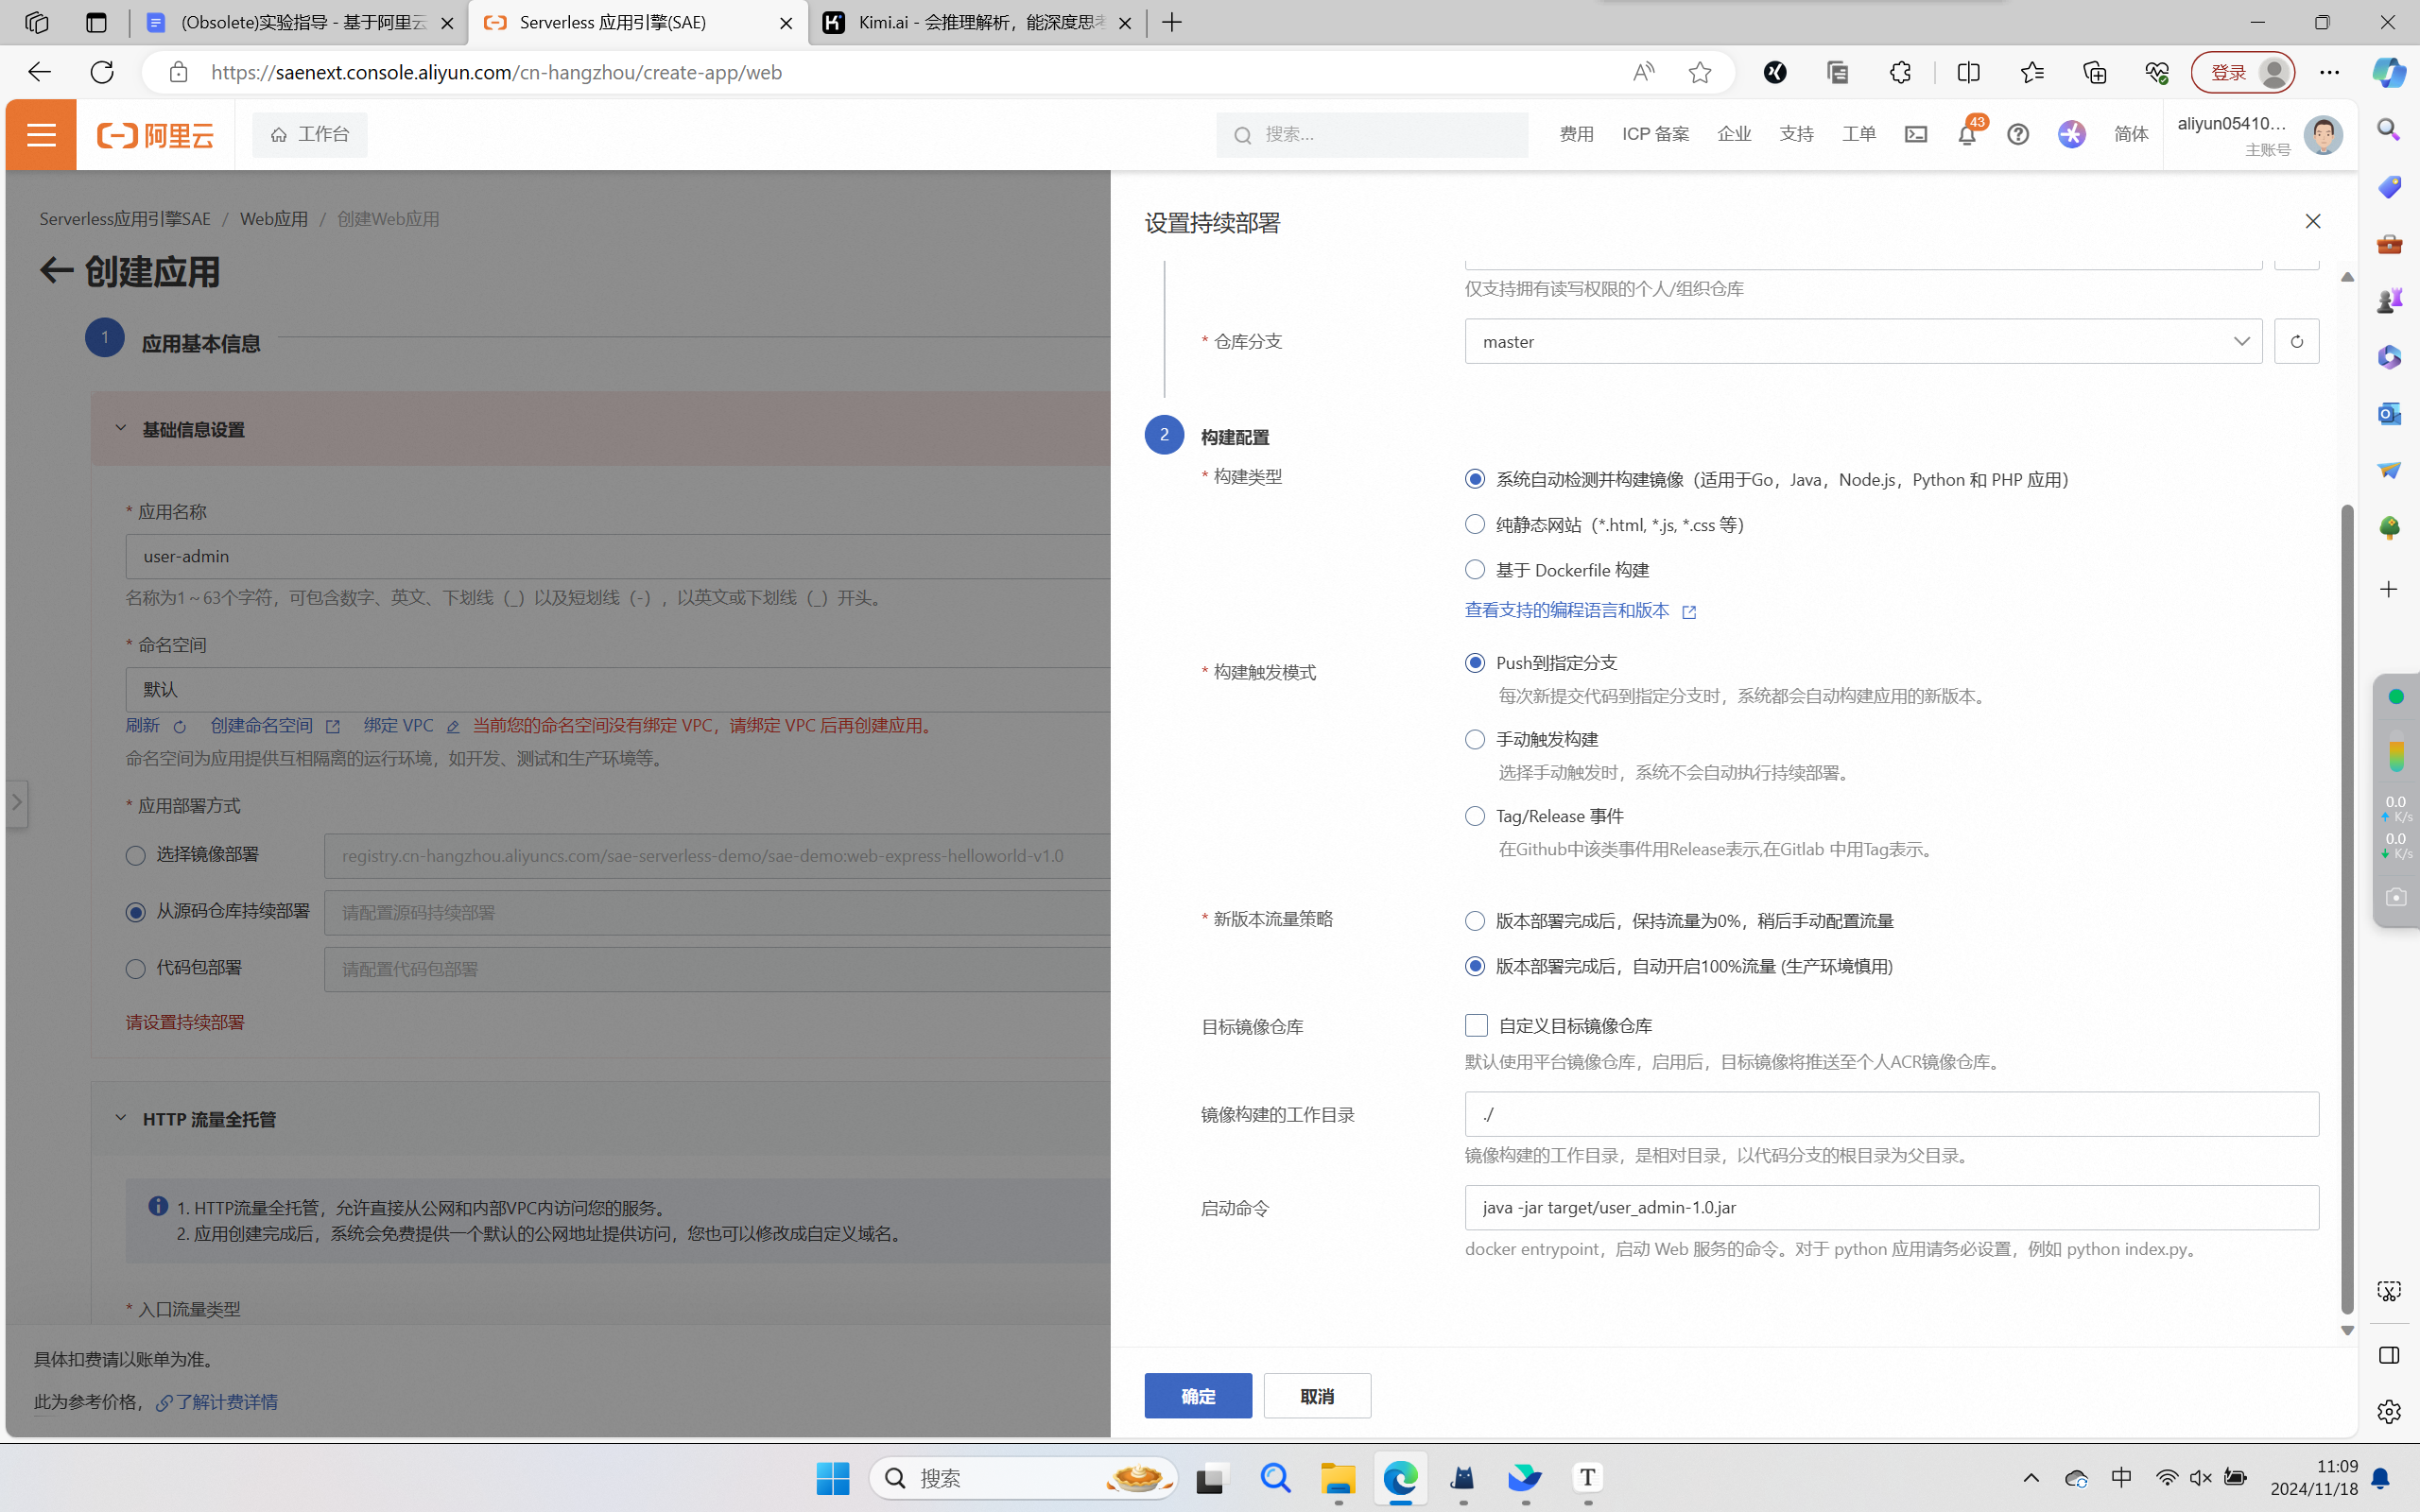 (Obsolete)实验指导 - 基于阿里云
Serverless 应用引擎(SAE)
Kimi.ai - 会推理解析，能深度思考
https://saenext.console.aliyun.com/cn-hangzhou/create-app/web
登录
阿里云
工作台
搜索...
费用
ICP 备案
企业
支持
工单
43
简体
aliyun05410...
主账号
Serverless应用引擎SAE / Web应用 / 创建Web应用
创建应用
1
应用基本信息
基础信息设置
* 应用名称
user-admin
名称为1～63个字符，可包含数字、英文、下划线（_）以及短划线（-），以英文或下划线（_）开头。
* 命名空间
默认
刷新 创建命名空间 绑定 VPC 当前您的命名空间没有绑定 VPC，请绑定 VPC 后再创建应用。
命名空间为应用提供互相隔离的运行环境，如开发、测试和生产环境等。
* 应用部署方式
选择镜像部署
registry.cn-hangzhou.aliyuncs.com/sae-serverless-demo/sae-demo:web-express-helloworld-v1.0
从源码仓库持续部署
请配置源码持续部署
代码包部署
请配置代码包部署
请设置持续部署
HTTP 流量全托管
1. HTTP流量全托管，允许直接从公网和内部VPC内访问您的服务。
2. 应用创建完成后，系统会免费提供一个默认的公网地址提供访问，您也可以修改成自定义域名。
* 入口流量类型
具体扣费请以账单为准。
此为参考价格，了解计费详情
设置持续部署
仅支持拥有读写权限的个人/组织仓库
* 仓库分支
master
2
构建配置
* 构建类型
系统自动检测并构建镜像（适用于Go，Java，Node.js，Python 和 PHP 应用）
纯静态网站（*.html, *.js, *.css 等）
基于 Dockerfile 构建
查看支持的编程语言和版本
* 构建触发模式
Push到指定分支
每次新提交代码到指定分支时，系统都会自动构建应用的新版本。
手动触发构建
选择手动触发时，系统不会自动执行持续部署。
Tag/Release 事件
在Github中该类事件用Release表示,在Gitlab 中用Tag表示。
* 新版本流量策略
版本部署完成后，保持流量为0%，稍后手动配置流量
版本部署完成后，自动开启100%流量 (生产环境慎用)
目标镜像仓库
自定义目标镜像仓库
默认使用平台镜像仓库，启用后，目标镜像将推送至个人ACR镜像仓库。
镜像构建的工作目录
./
镜像构建的工作目录，是相对目录，以代码分支的根目录为父目录。
启动命令
java -jar target/user_admin-1.0.jar
docker entrypoint，启动 Web 服务的命令。对于 python 应用请务必设置，例如 python index.py。
确定
取消
0.0
K/s
0.0
K/s
搜索
中
11:09
2024/11/18